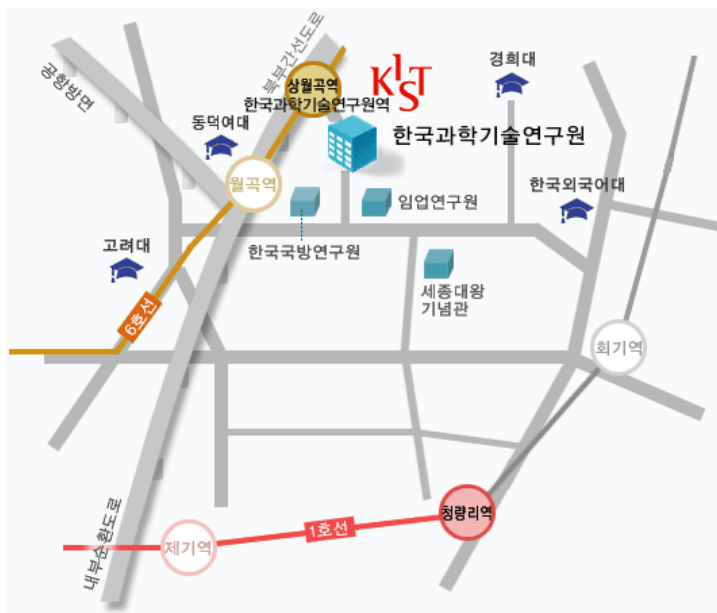 북부간선도로
공항방면
상월곡역
한국과학기술연구원역
KIST
경희대
동덕여대
한국과학기술연구원
월곡역
임업연구원
한국외국어대
고려대
한국국방연구원
세종대왕
기념관
6호선
회기역
청량리역
1호선
제기역
내부순환도로